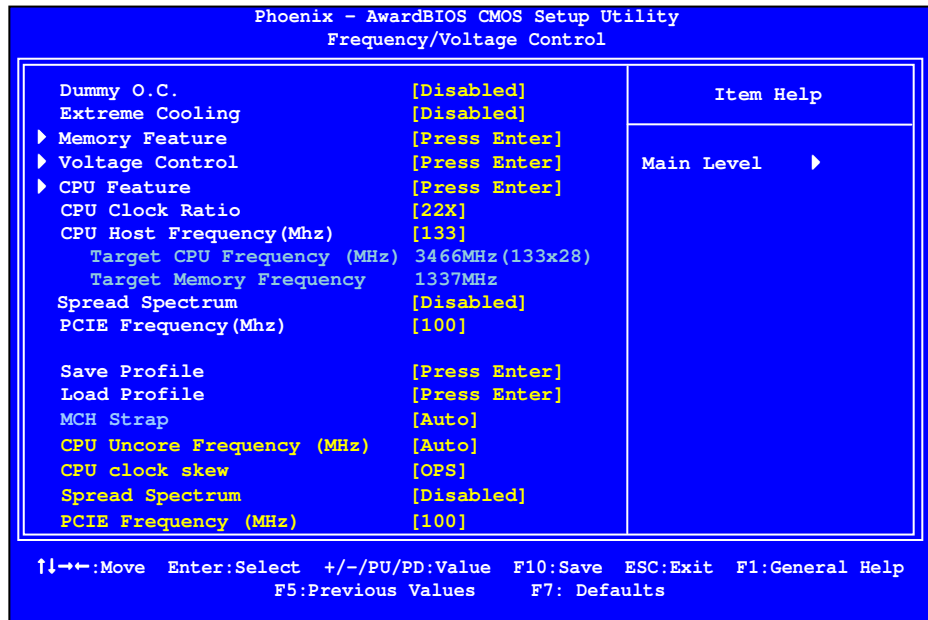 Phoenix – AwardBIOS CMOS Setup Utility
Frequency/Voltage Control
Dummy O.C. [Disabled]
Extreme Cooling [Disabled]
Memory Feature [Press Enter]
Voltage Control [Press Enter]
CPU Feature [Press Enter]
CPU Clock Ratio [22X]
CPU Host Frequency(Mhz) [133]
Target CPU Frequency (MHz) 3466MHz(133x28)
Target Memory Frequency 1337MHz
Spread Spectrum [Disabled]
PCIE Frequency(Mhz) [100]
Save Profile [Press Enter]
Load Profile [Press Enter]
MCH Strap [Auto]
CPU Uncore Frequency (MHz) [Auto]
CPU clock skew [OPS]
Spread Spectrum [Disabled]
PCIE Frequency (MHz) [100]
Item Help
Main Level
↑↓→←:Move Enter:Select +/-/PU/PD:Value F10:Save ESC:Exit F1:General Help
F5:Previous Values F7: Defaults